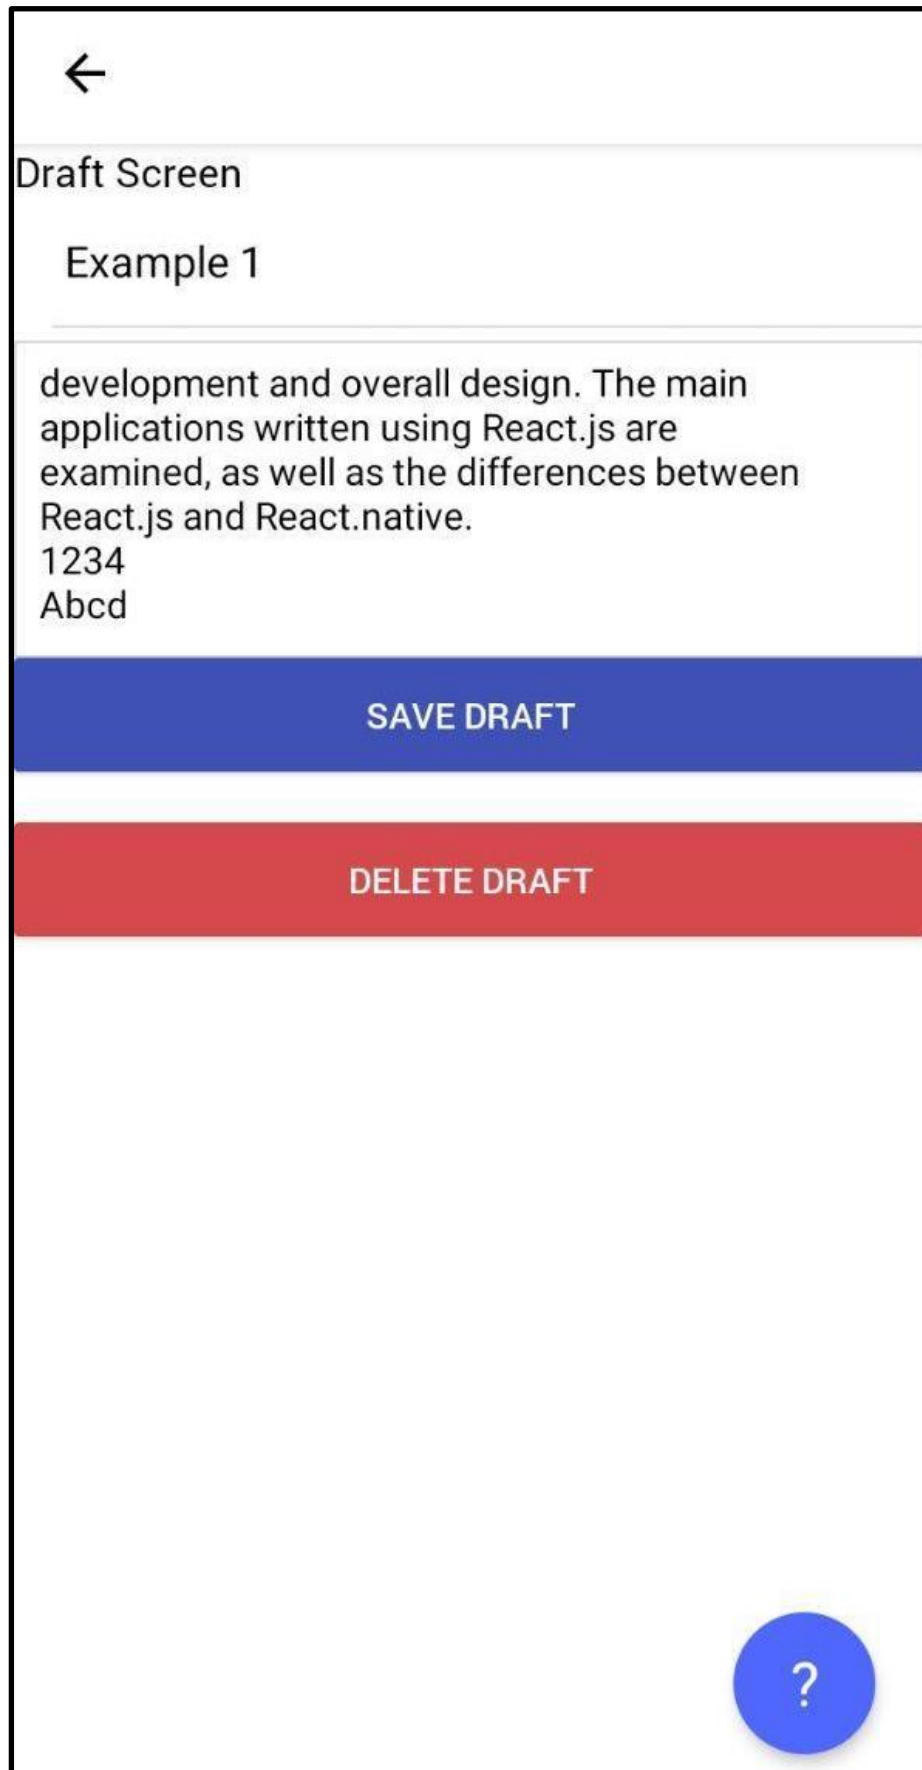 Draft Screen
Example 1
development and overall design. The main
applications written using React.js are
examined, as well as the differences between
React.js and React.native.
1234
Abcd
SAVE DRAFT
DELETE DRAFT
?